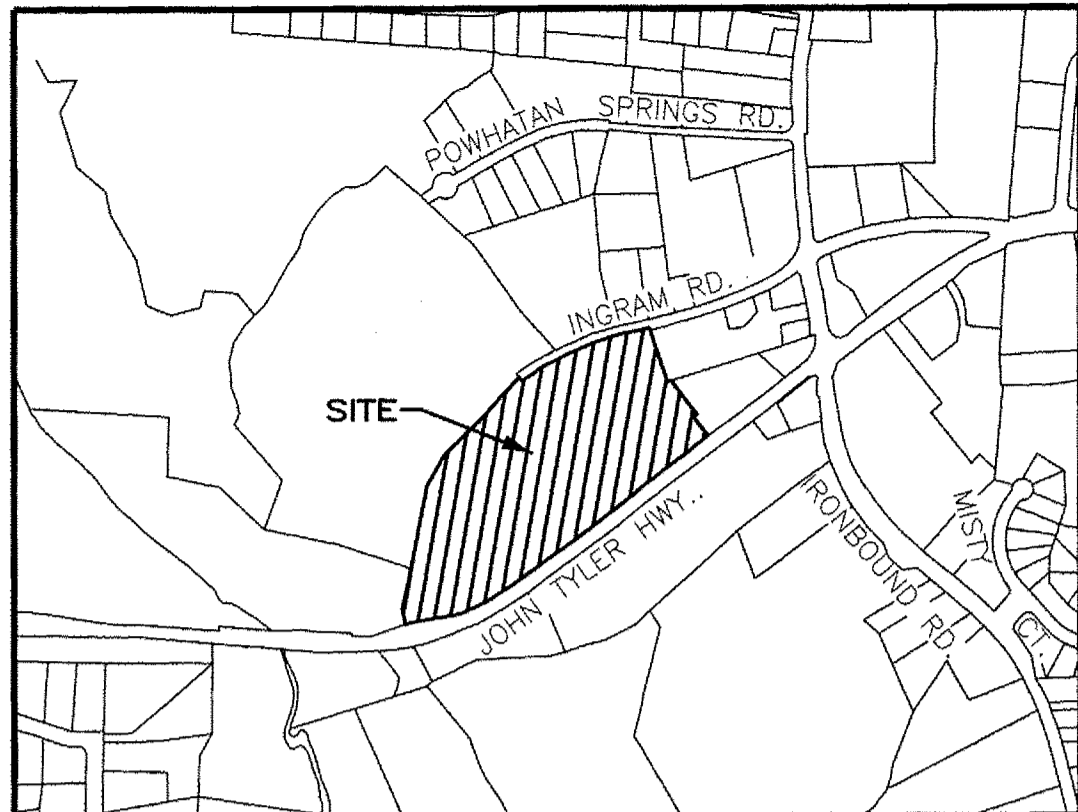 POWHATAN SPRINGS RD.
INGRAM RD.
SITE
JOHN TYLER HWY..
IRONBOUND RD.
MISTY CT.